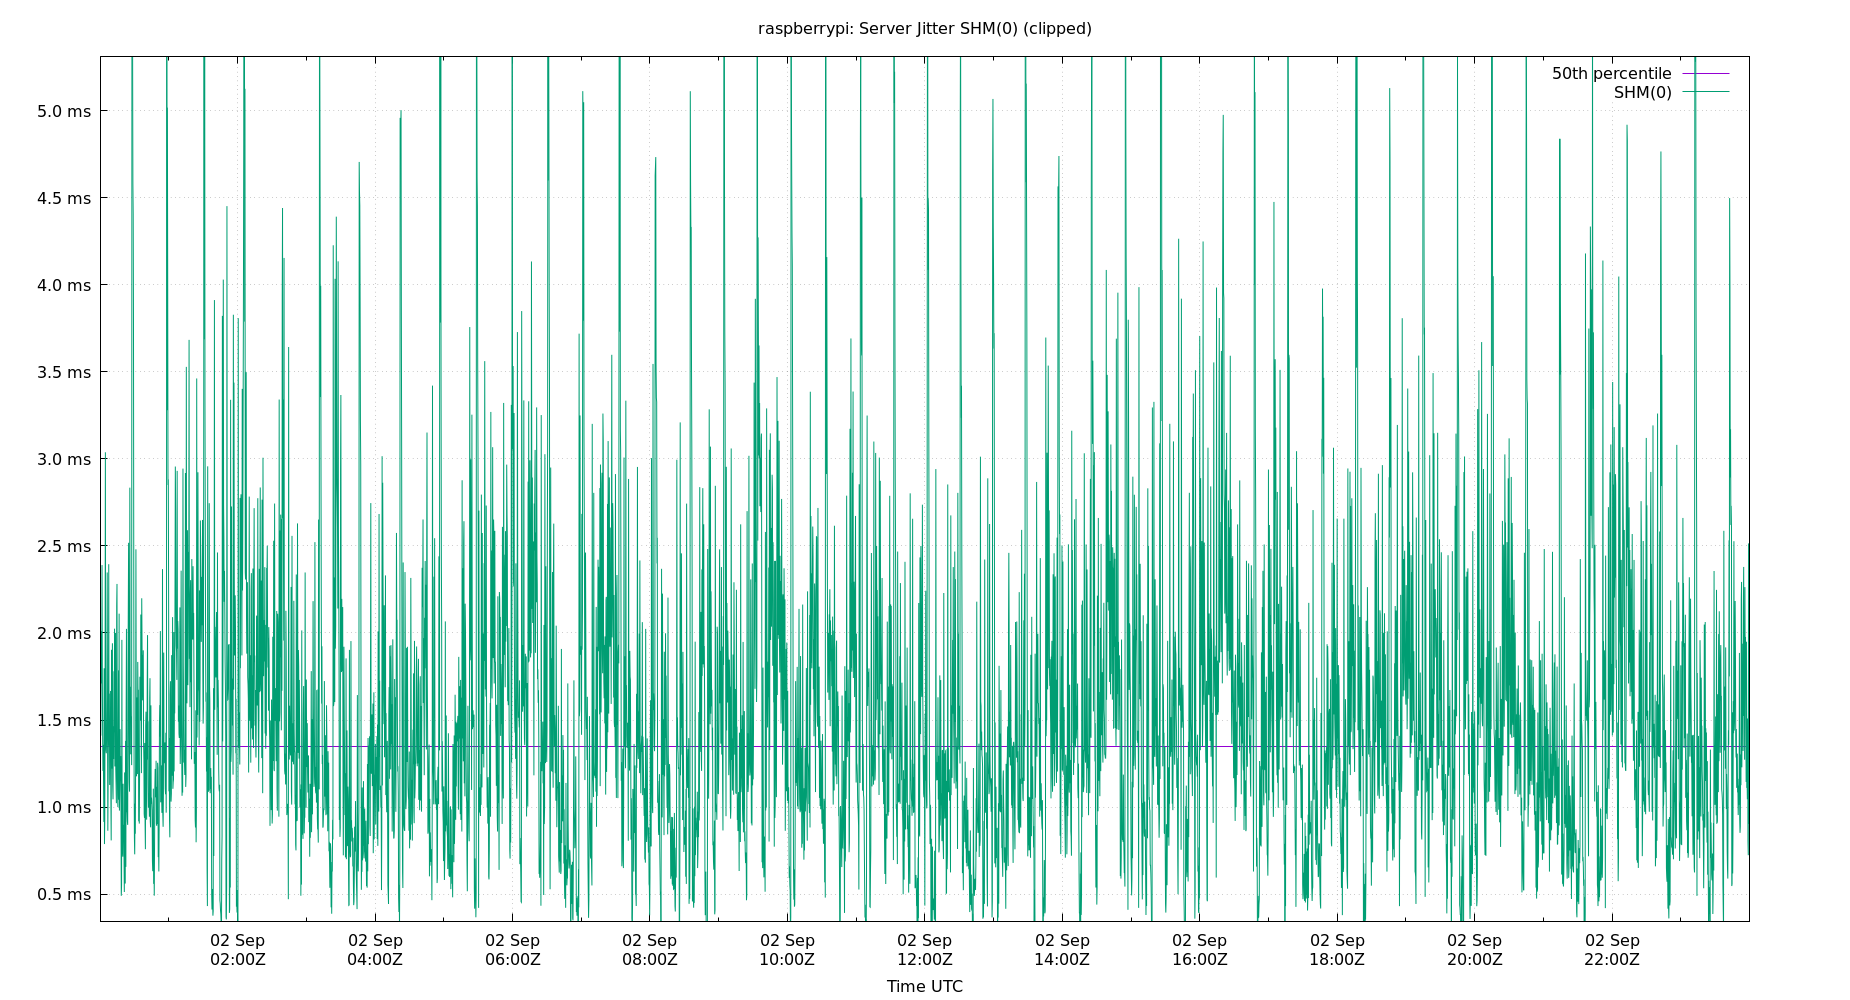 raspberrypi: Server Jitter SHM(0) (clipped)
50th percentile
SHM(0)
5.0 ms
4.5 ms
4.0 ms
3.5 ms
3.0 ms
2.5 ms
2.0 ms
1.5 ms
1.0 ms
0.5 ms
02 Sep 02 Sep 02 Sep 02 Sep 02 Sep 02 Sep 02 Sep 02 Sep 02 Sep 02 Sep 02 Sep
02:00Z 04:00Z 06:00Z 08:00Z 10:00Z 12:00Z 14:00Z 16:00Z 18:00Z 20:00Z 22:00Z
Time UTC